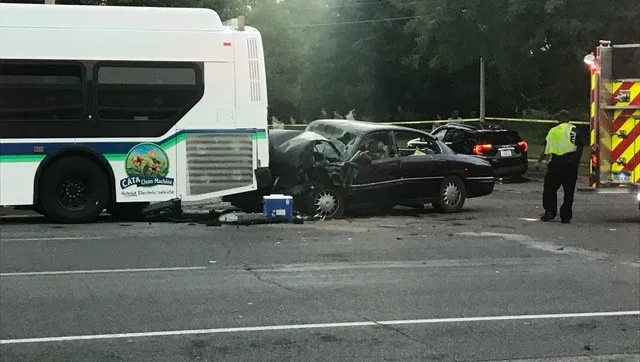 CATA
Clean Machine
Hybrid Electric vehicle